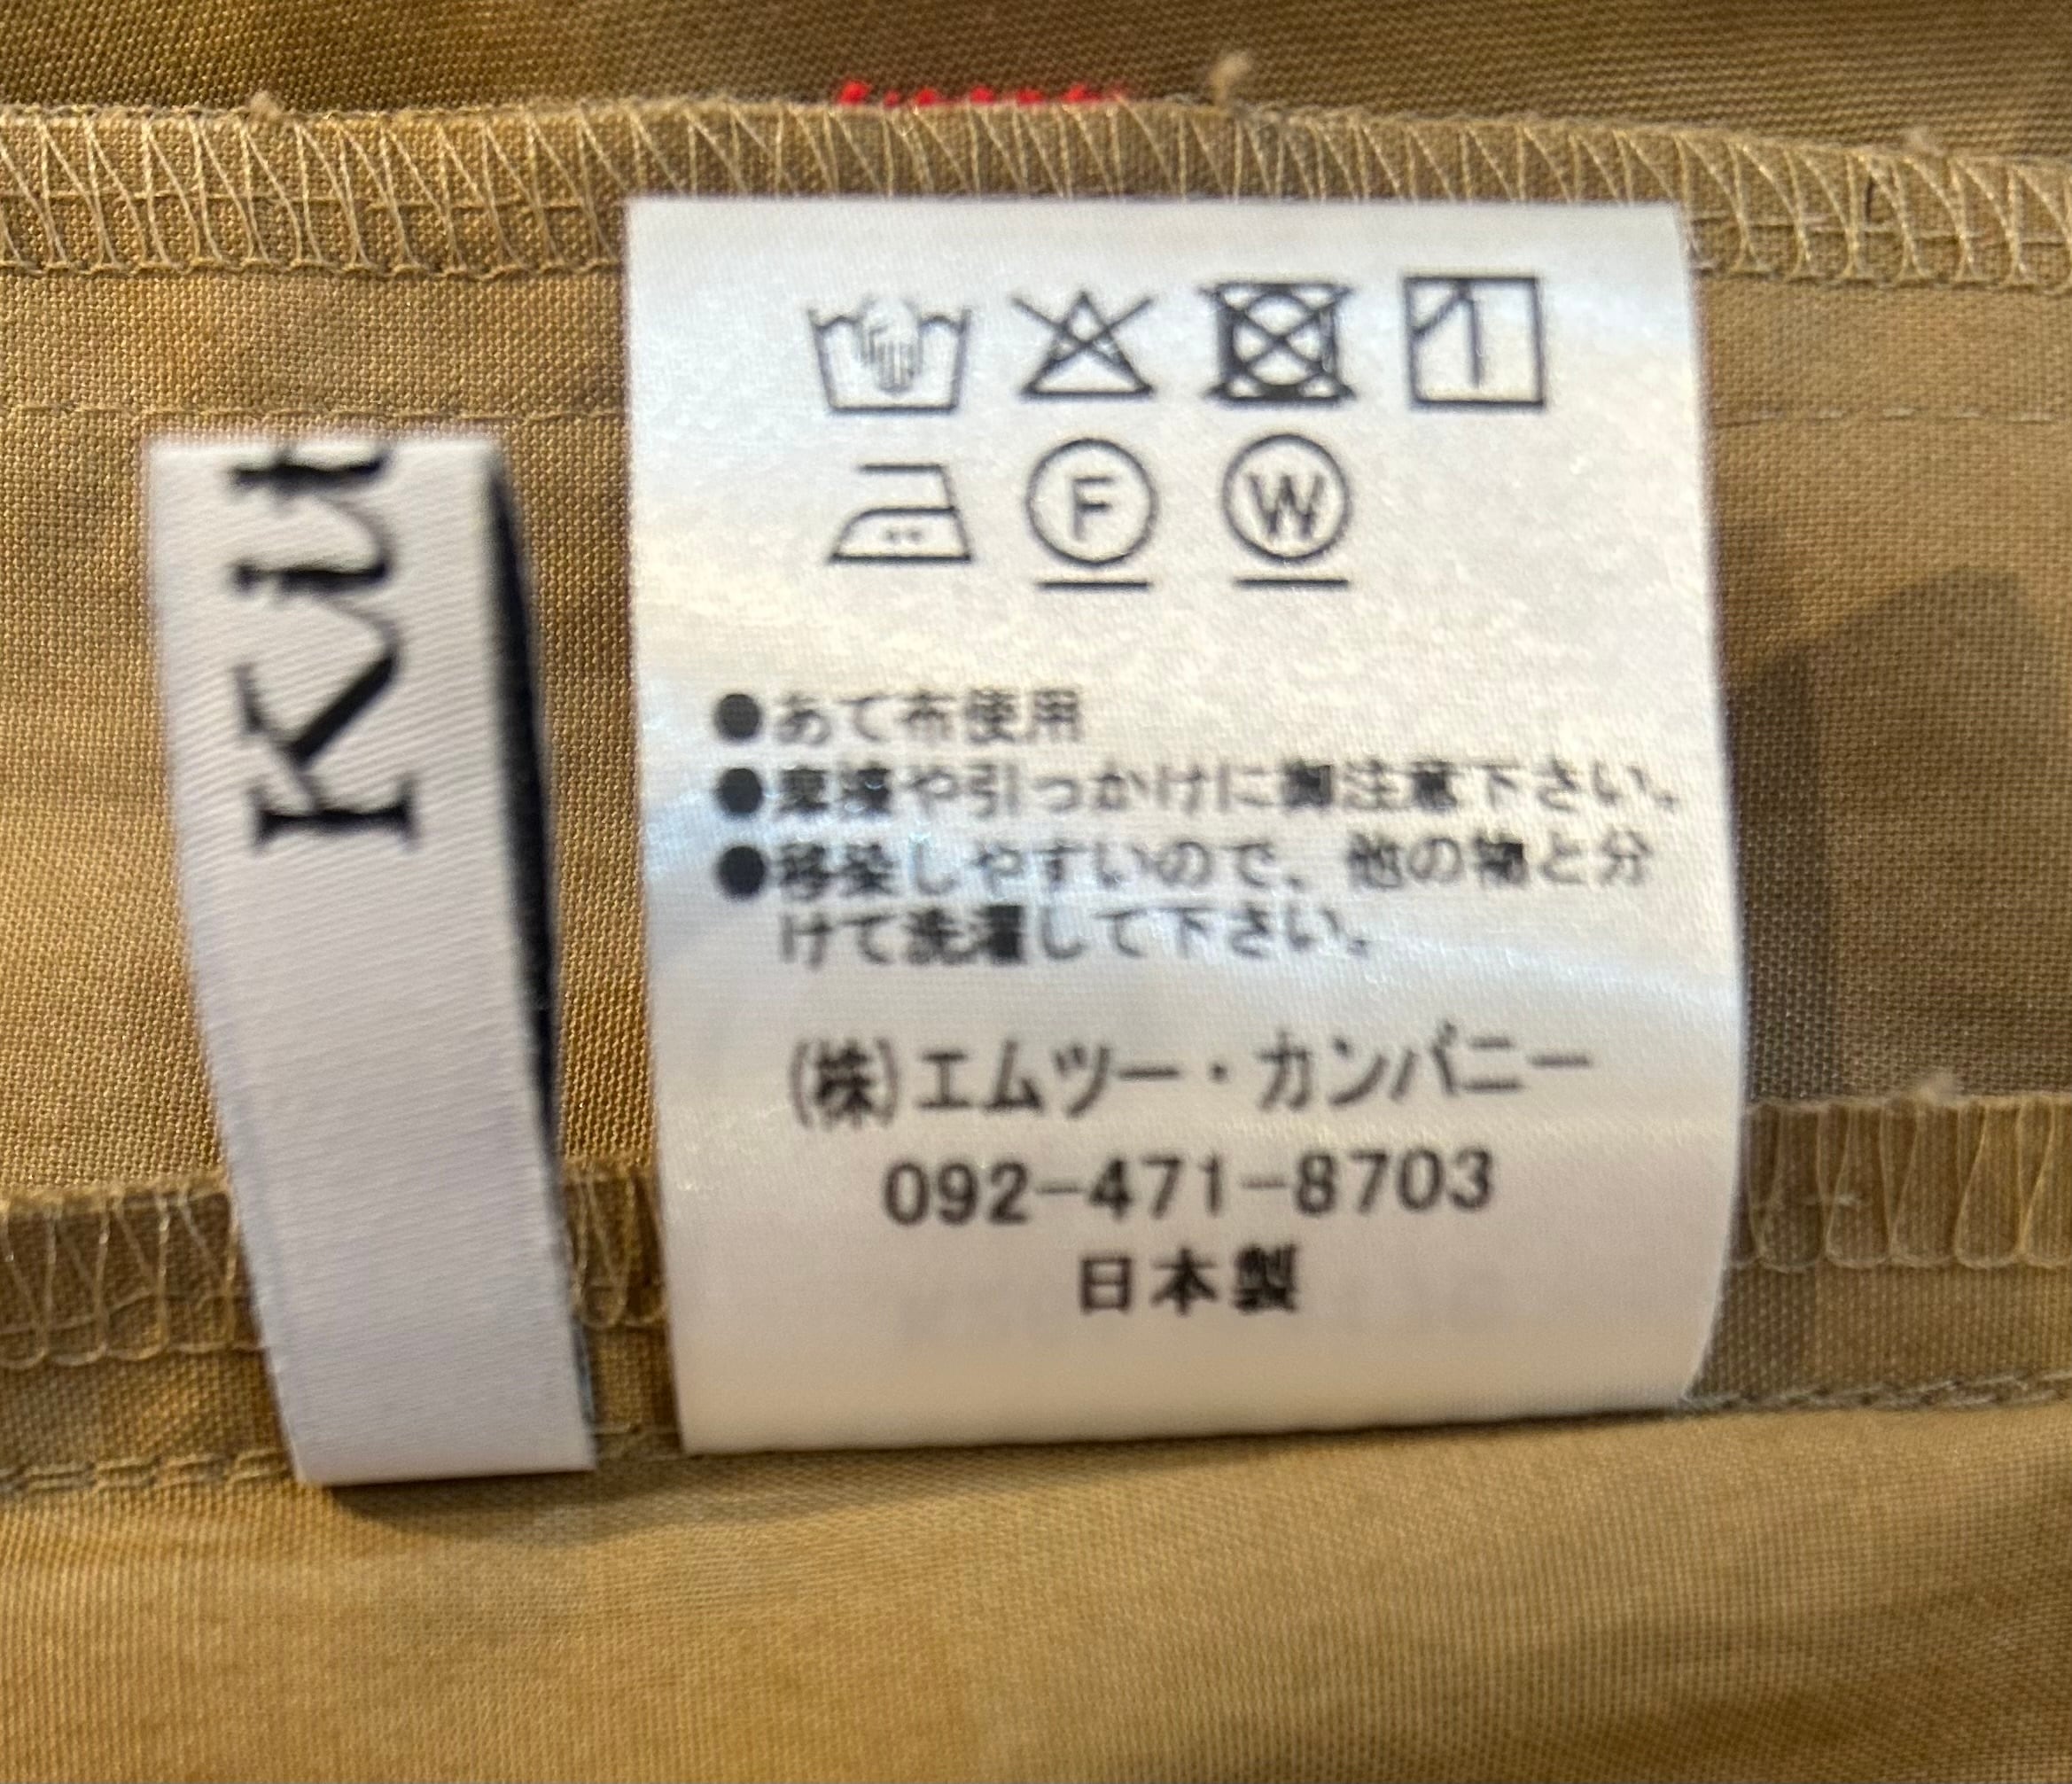 Kit
F W
●あて布使用
●摩擦や引っかけに御注意下さい。
●移染しやすいので、他の物と分
けて洗濯して下さい。
(株)エムツー・カンパニー
092-471-8703
日本製